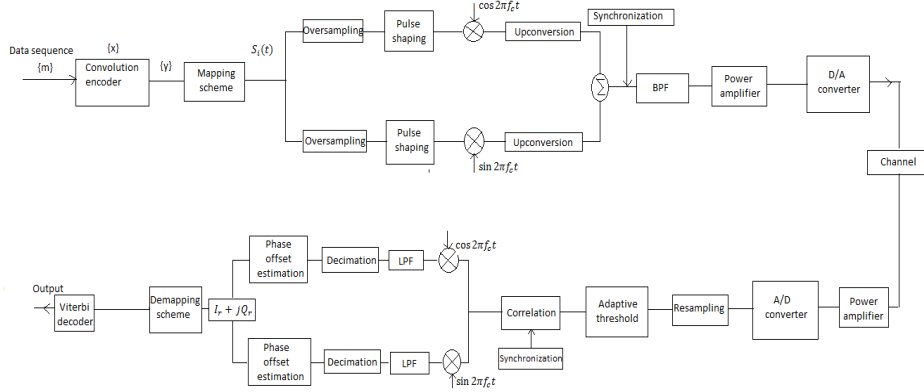 Data sequence
{m}
{x}
Convolution
encoder
{y}
Mapping
scheme
S_i(t)
Oversampling
Pulse
shaping
cos 2πf_c t
Upconversion
Synchronization
Σ
BPF
Power
amplifier
D/A
converter
Oversampling
Pulse
shaping
sin 2πf_c t
Upconversion
Channel
Output
Viterbi
decoder
Demapping
scheme
I_r + jQ_r
Phase
offset
estimation
Decimation
LPF
cos 2πf_c t
Correlation
Synchronization
Adaptive
threshold
Resampling
A/D
converter
Power
amplifier
Phase
offset
estimation
Decimation
LPF
sin 2πf_c t